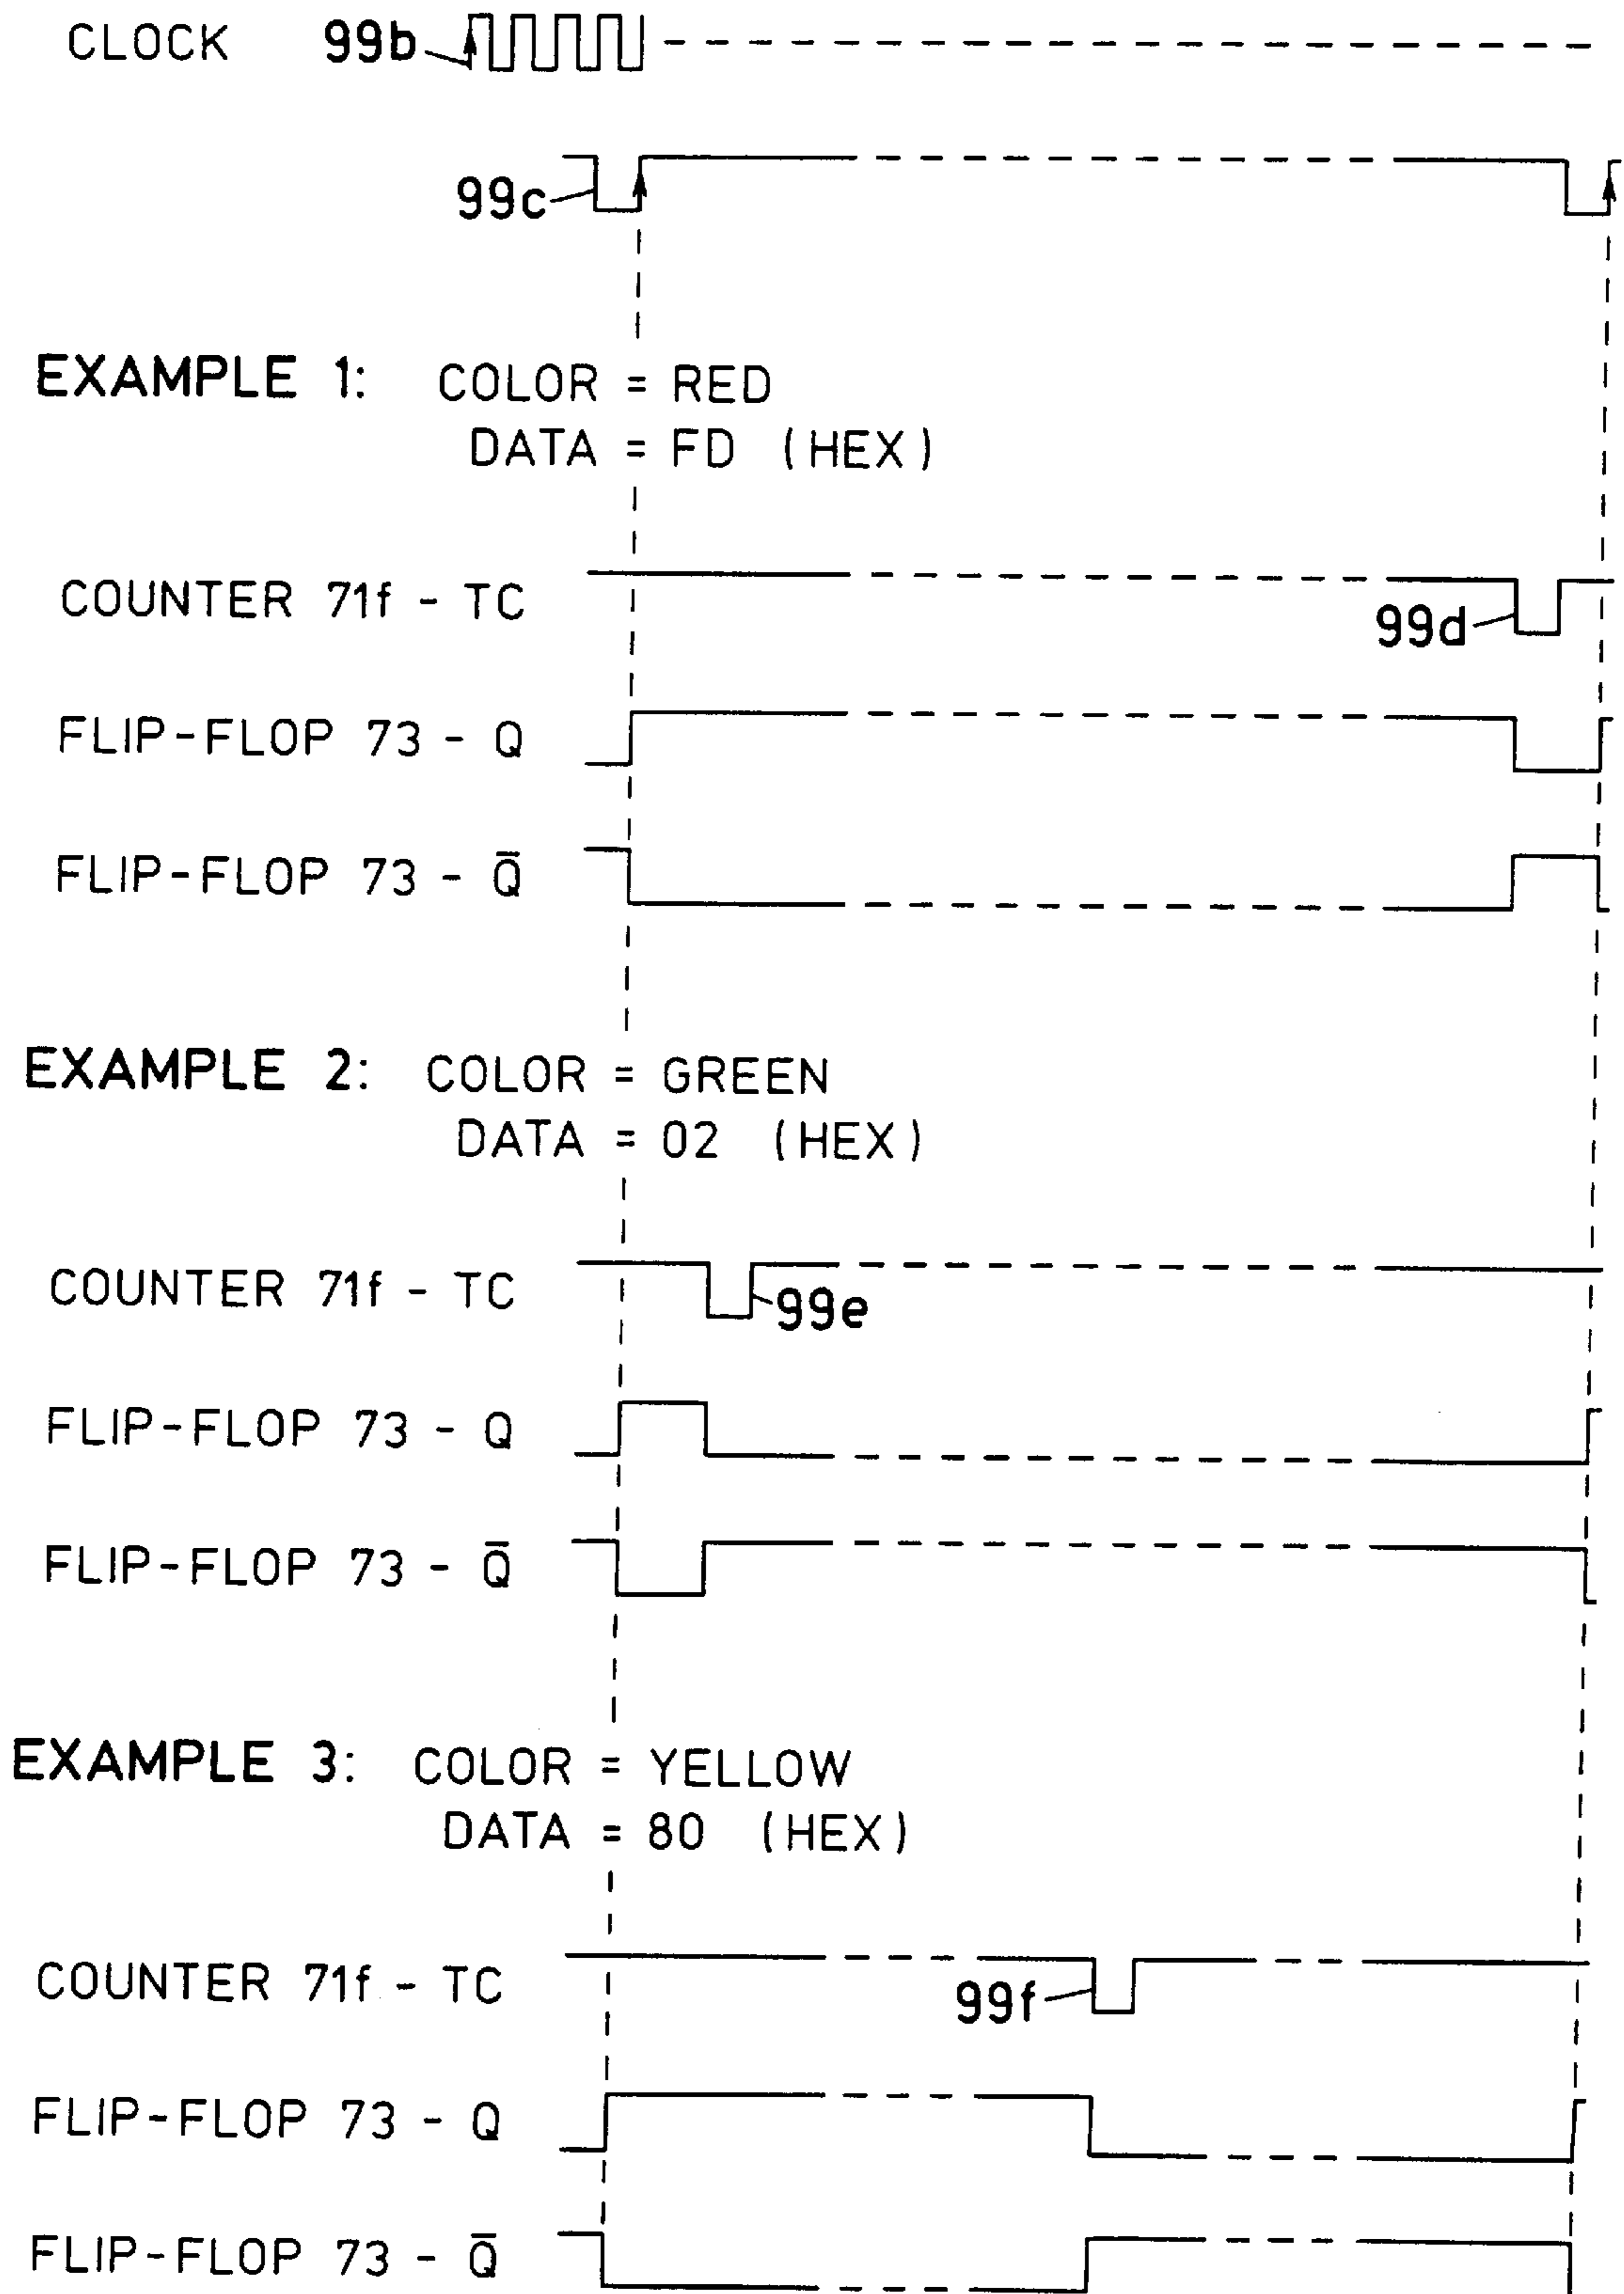 CLOCK 99b
99c
EXAMPLE 1: COLOR = RED
DATA = FD (HEX)
COUNTER 71f - TC
99d
FLIP-FLOP 73 - Q
FLIP-FLOP 73 - Q̅
EXAMPLE 2: COLOR = GREEN
DATA = 02 (HEX)
COUNTER 71f - TC
99e
FLIP-FLOP 73 - Q
FLIP-FLOP 73 - Q̅
EXAMPLE 3: COLOR = YELLOW
DATA = 80 (HEX)
COUNTER 71f - TC
99f
FLIP-FLOP 73 - Q
FLIP-FLOP 73 - Q̅